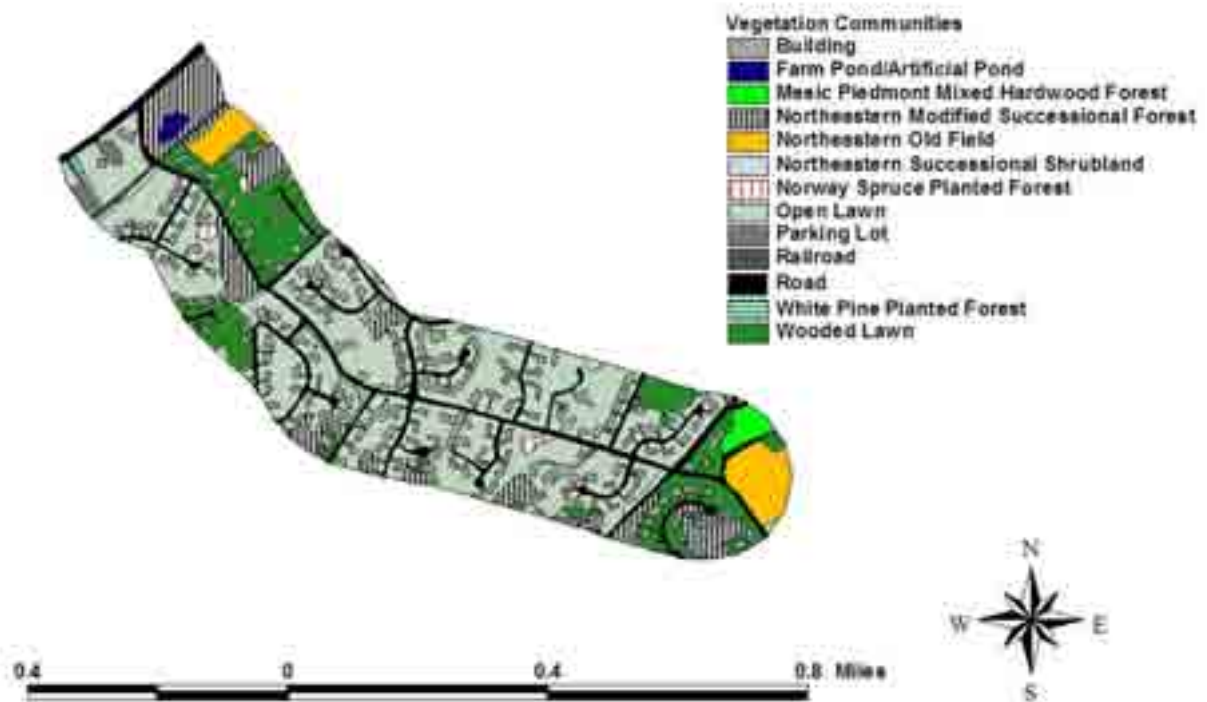 Vegetation Communities
Building
Farm Pond/Artificial Pond
Mesic Piedmont Mixed Hardwood Forest
Northeastern Modified Successional Forest
Northeastern Old Field
Northeastern Successional Shrubland
Norway Spruce Planted Forest
Open Lawn
Parking Lot
Railroad
Road
White Pine Planted Forest
Wooded Lawn
N
W E
S
0.4 0 0.4 0.8 Miles